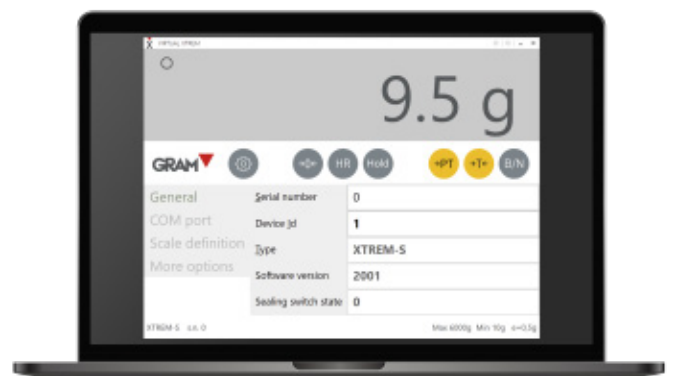 VIRTUAL XTREM
9.5 g
GRAM HR Hold →PT →T← B/N
General
COM port
Scale definition
More options
Serial number 0
Device Id 1
Type XTREM-S
Software version 2001
Sealing switch state 0
XTREM-S s.n. 0 Max 6000g Min 10g e=0,5g